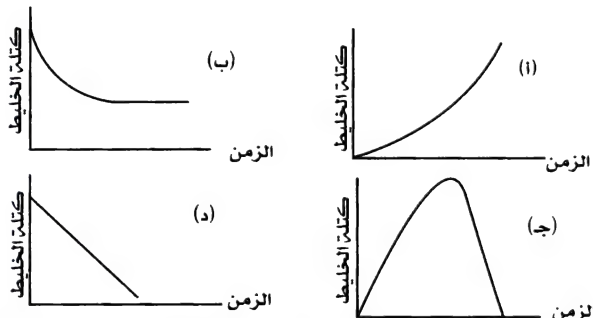 (أ)
كتلة الخليط
الزمن
(ب)
كتلة الخليط
الزمن
(جـ)
كتلة الخليط
الزمن
(د)
كتلة الخليط
الزمن